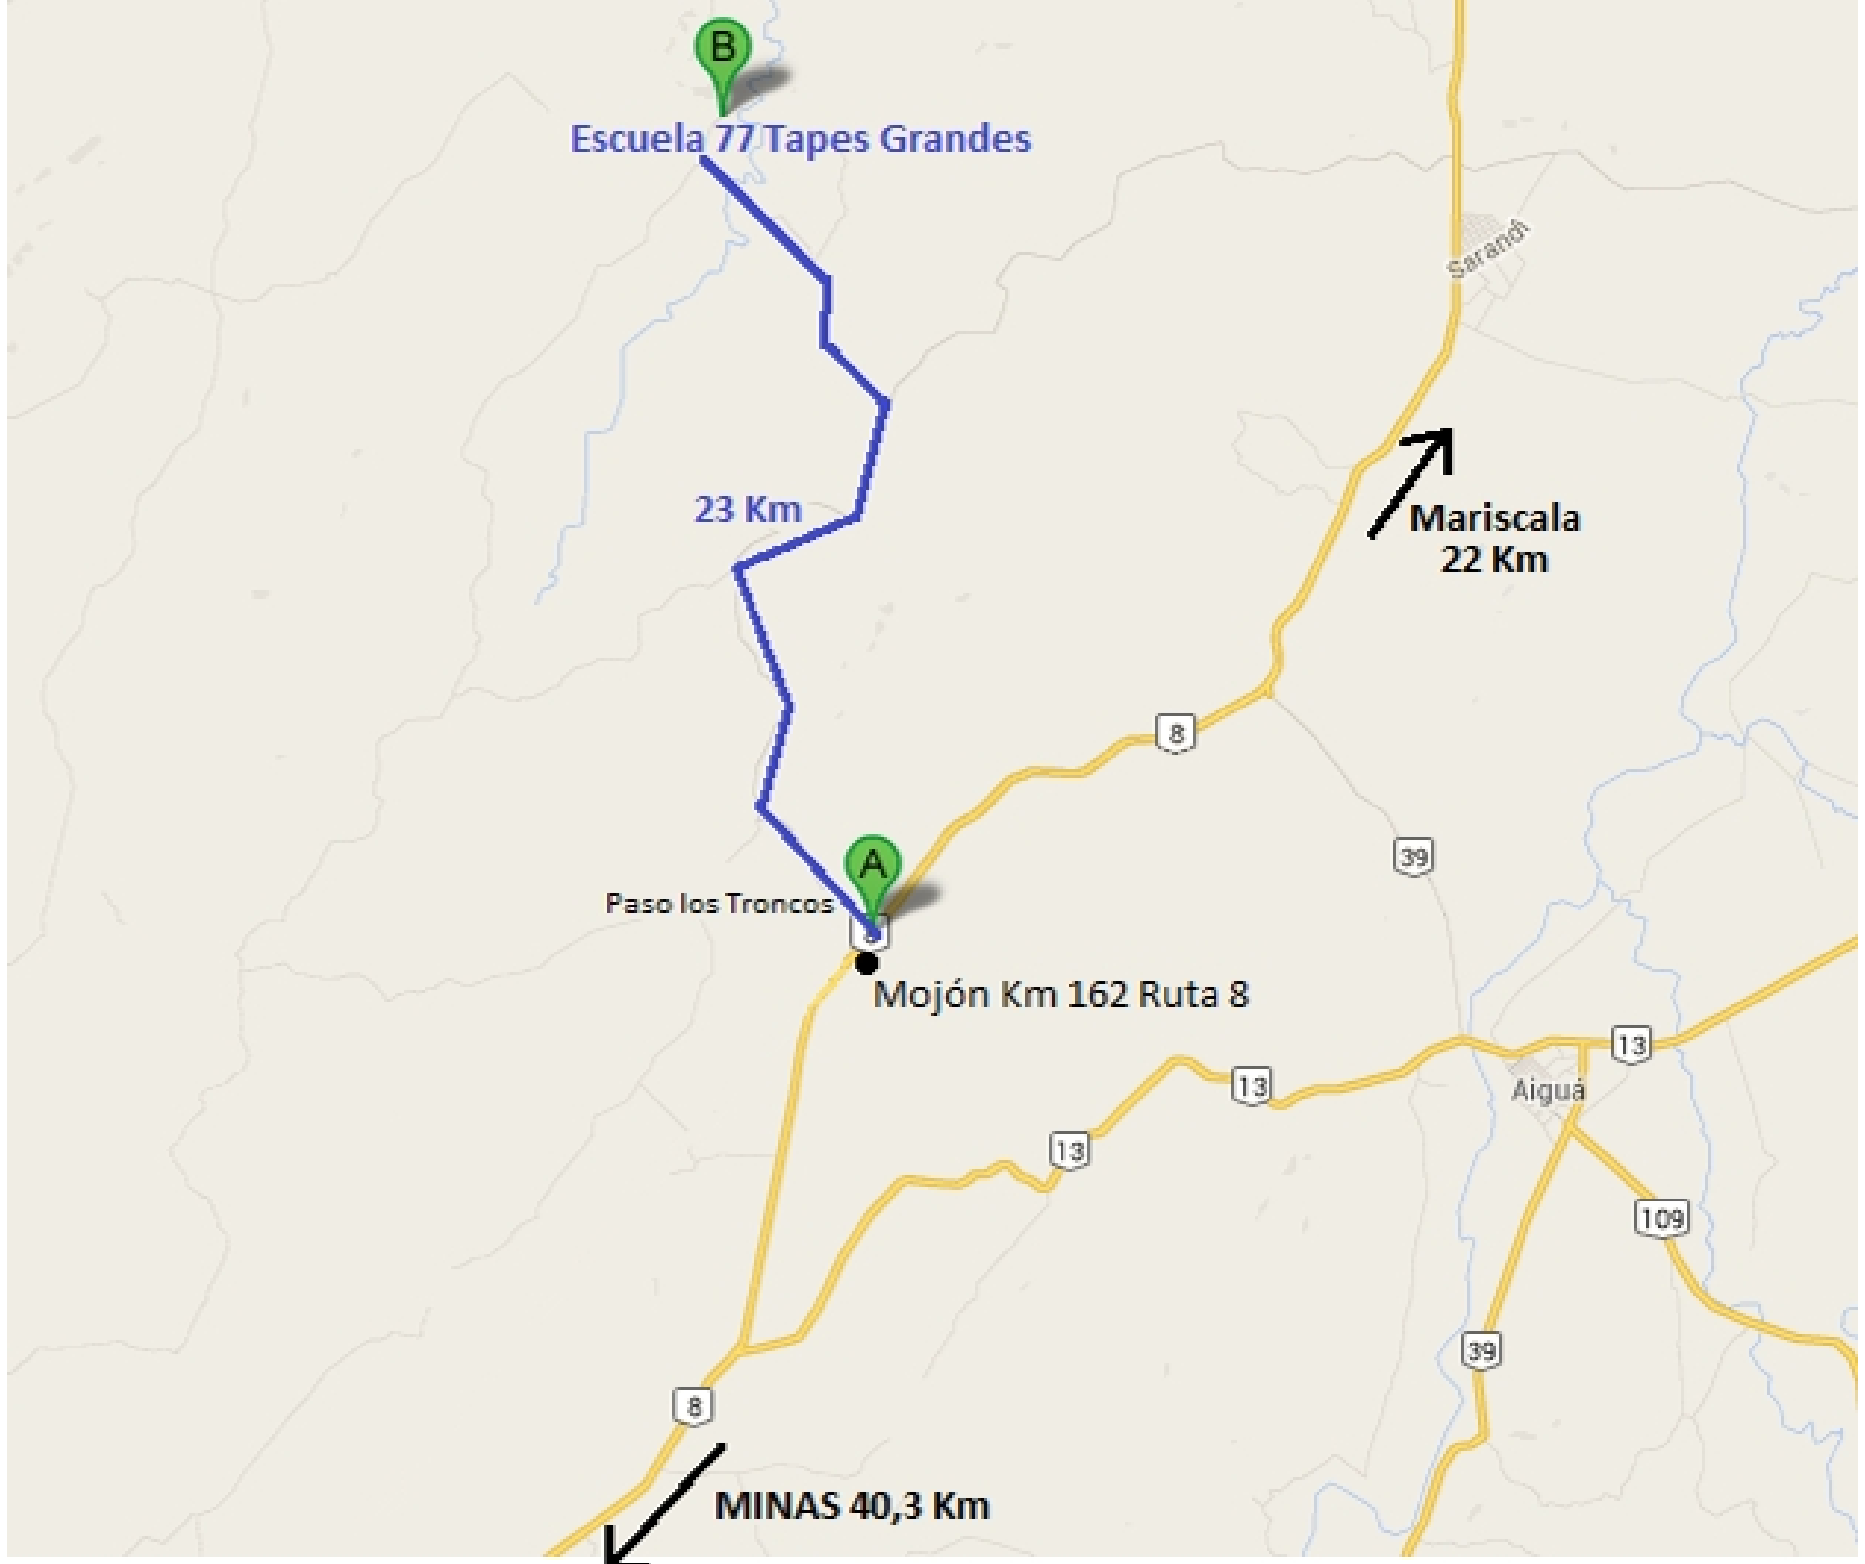 B
Escuela 77 Tapes Grandes
Sarandí
23 Km
Mariscala
22 Km
8
39
A
Paso los Troncos
Mojón Km 162 Ruta 8
13
13
Aiguá
13
109
39
8
MINAS 40,3 Km